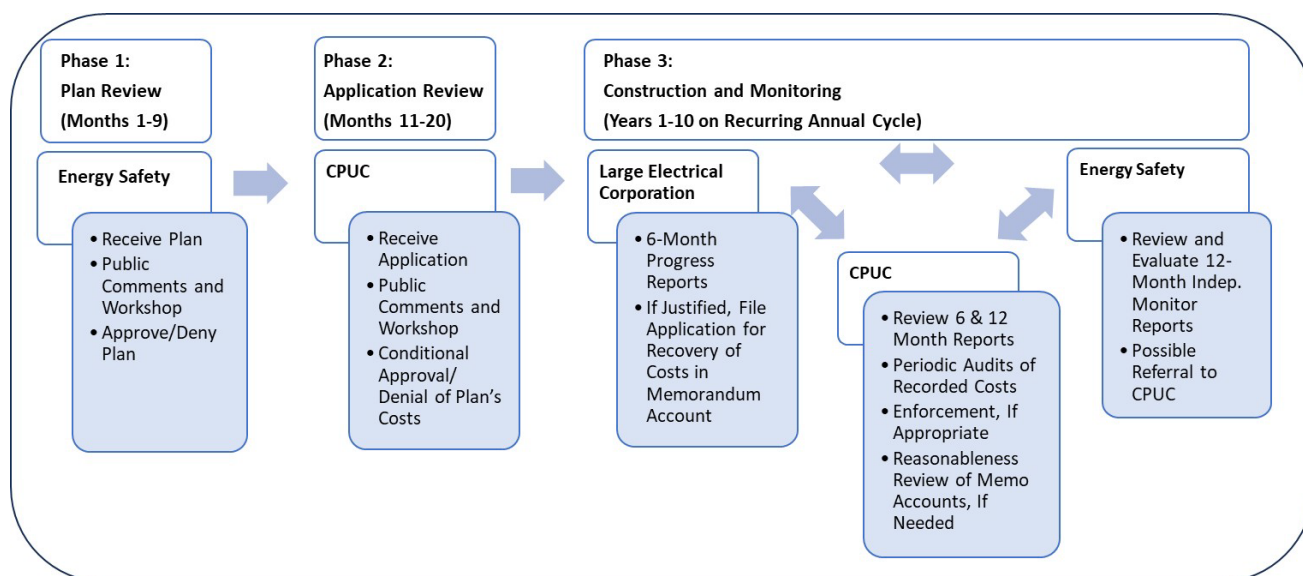 Phase 1:
Plan Review
(Months 1-9)
Energy Safety
• Receive Plan
• Public
Comments and
Workshop
• Approve/Deny
Plan
Phase 2:
Application Review
(Months 11-20)
CPUC
• Receive
Application
• Public
Comments and
Workshop
• Conditional
Approval/
Denial of Plan's
Costs
Phase 3:
Construction and Monitoring
(Years 1-10 on Recurring Annual Cycle)
Large Electrical
Corporation
• 6-Month
Progress
Reports
• If Justified, File
Application for
Recovery of
Costs in
Memorandum
Account
CPUC
• Review 6 & 12
Month Reports
• Periodic Audits of
Recorded Costs
• Enforcement, If
Appropriate
• Reasonableness
Review of Memo
Accounts, If
Needed
Energy Safety
• Review and
Evaluate 12-
Month Indep.
Monitor
Reports
• Possible
Referral to
CPUC